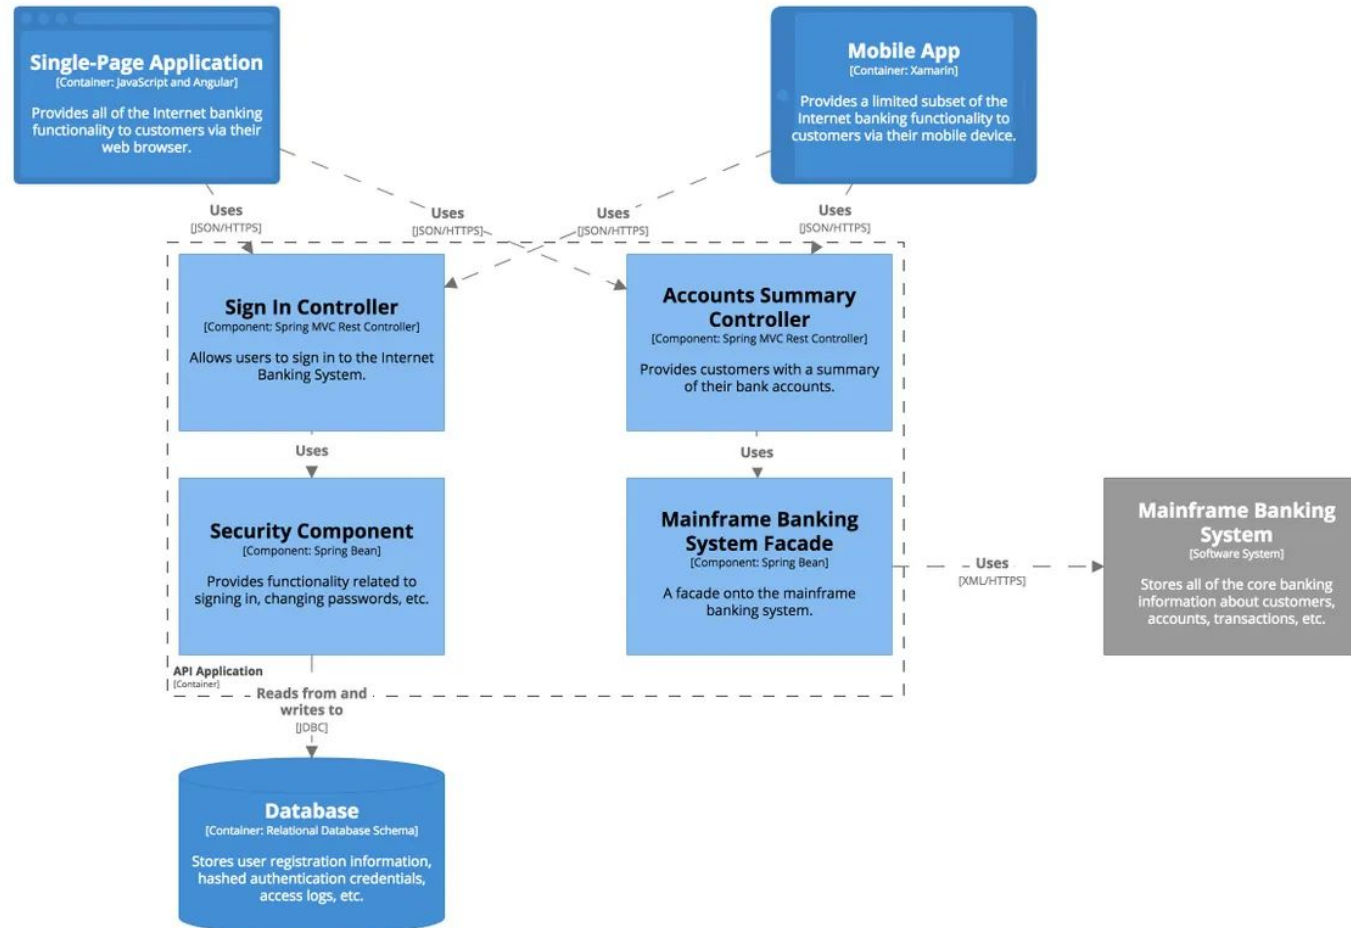 Single-Page Application
[Container: JavaScript and Angular]
Provides all of the Internet banking
functionality to customers via their
web browser.
Mobile App
[Container: Xamarin]
Provides a limited subset of the
Internet banking functionality to
customers via their mobile device.
Uses
[JSON/HTTPS]
Uses
[JSON/HTTPS]
Uses
[JSON/HTTPS]
Uses
[JSON/HTTPS]
Sign In Controller
[Component: Spring MVC Rest Controller]
Allows users to sign in to the Internet
Banking System.
Accounts Summary
Controller
[Component: Spring MVC Rest Controller]
Provides customers with a summary
of their bank accounts.
Uses
Uses
Security Component
[Component: Spring Bean]
Provides functionality related to
signing in, changing passwords, etc.
Mainframe Banking
System Facade
[Component: Spring Bean]
A facade onto the mainframe
banking system.
Uses
[XML/HTTPS]
Mainframe Banking
System
[Software System]
Stores all of the core banking
information about customers,
accounts, transactions, etc.
API Application
[Container]
Reads from and
writes to
[JDBC]
Database
[Container: Relational Database Schema]
Stores user registration information,
hashed authentication credentials,
access logs, etc.